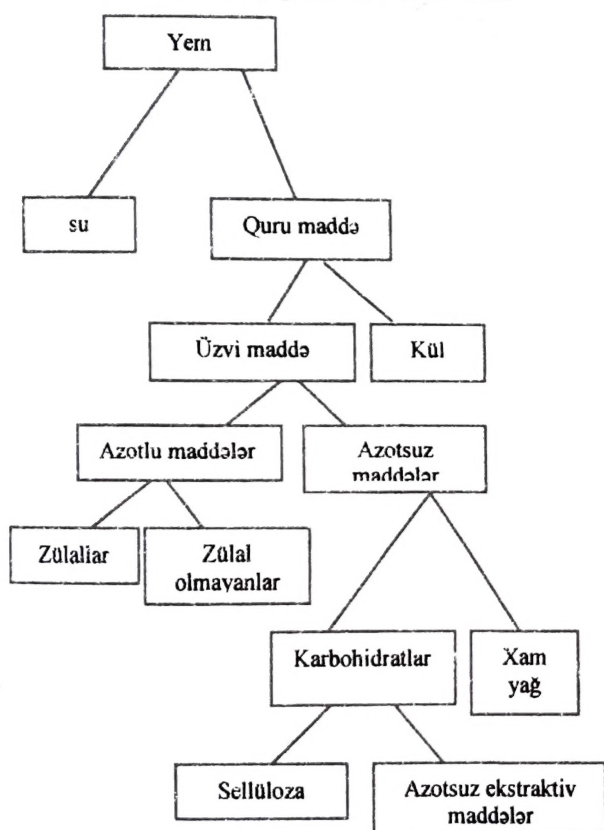 Yem
su
Quru maddə
Üzvi maddə
Kül
Azotlu maddələr
Azotsuz
maddələr
Zülallar
Zülal
olmayanlar
Karbohidratlar
Xam
yağ
Sellüloza
Azotsuz ekstraktiv
maddələr